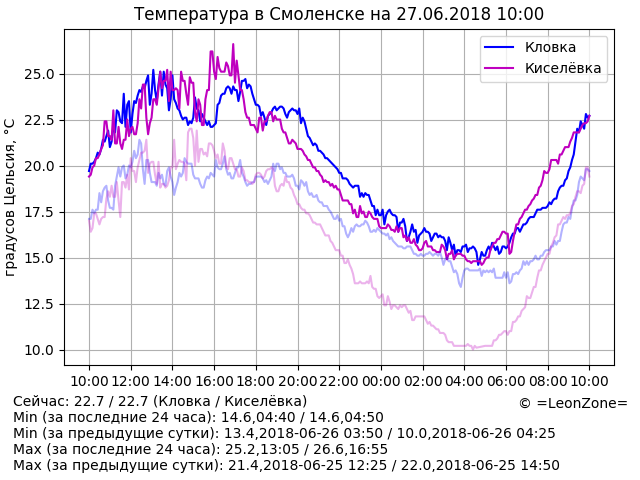 Температура в Смоленске на 27.06.2018 10:00
Кловка
Киселёвка
градусов Цельсия, °C
25.0
22.5
20.0
17.5
15.0
12.5
10.0
10:00 12:00 14:00 16:00 18:00 20:00 22:00 00:00 02:00 04:00 06:00 08:00 10:00
Сейчас: 22.7 / 22.7 (Кловка / Киселёвка)
© =LeonZone=
Min (за последние 24 часа): 14.6,04:40 / 14.6,04:50
Min (за предыдущие сутки): 13.4,2018-06-26 03:50 / 10.0,2018-06-26 04:25
Max (за последние 24 часа): 25.2,13:05 / 26.6,16:55
Max (за предыдущие сутки): 21.4,2018-06-25 12:25 / 22.0,2018-06-25 14:50